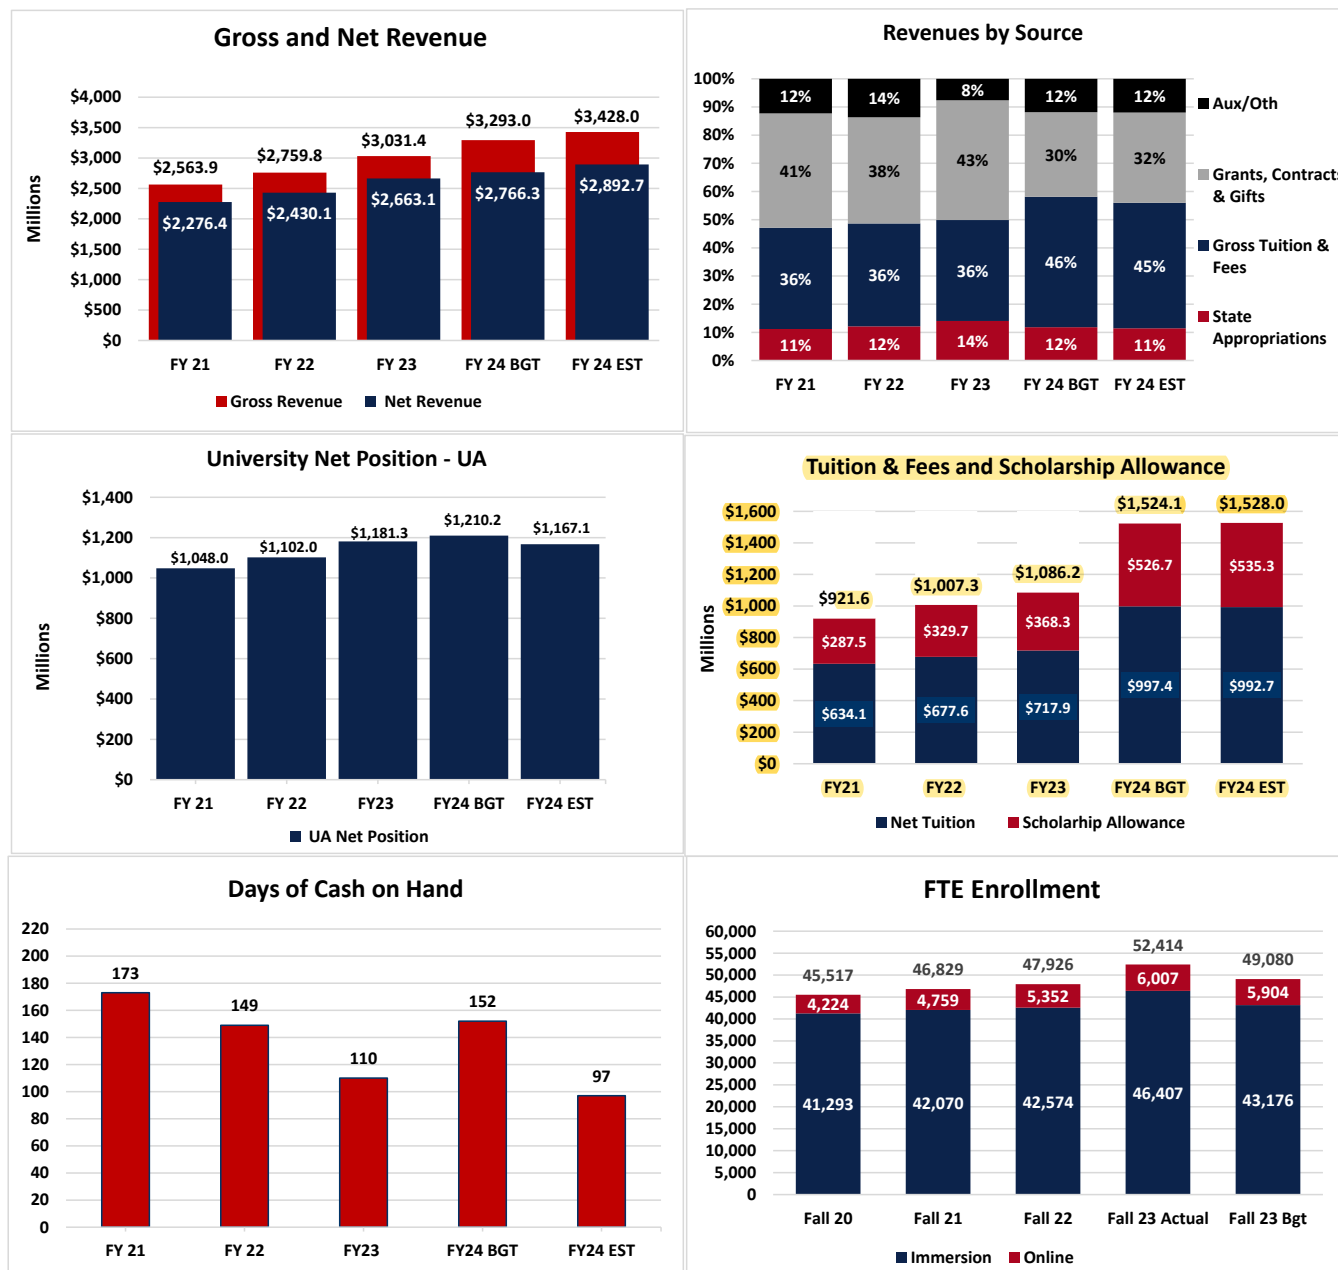 Gross and Net Revenue
Millions
$4,000
$3,500
$3,000
$2,500
$2,000
$1,500
$1,000
$500
$0
$2,563.9
$2,759.8
$3,031.4
$3,293.0
$3,428.0
$2,276.4
$2,430.1
$2,663.1
$2,766.3
$2,892.7
FY 21
FY 22
FY 23
FY 24 BGT
FY 24 EST
Gross Revenue
Net Revenue
Revenues by Source
100%
90%
80%
70%
60%
50%
40%
30%
20%
10%
0%
12%
14%
8%
12%
12%
41%
38%
43%
30%
32%
36%
36%
36%
46%
45%
11%
12%
14%
12%
11%
FY 21
FY 22
FY 23
FY 24 BGT
FY 24 EST
Aux/Oth
Grants, Contracts
& Gifts
Gross Tuition &
Fees
State
Appropriations
University Net Position - UA
Millions
$1,400
$1,200
$1,000
$800
$600
$400
$200
$0
$1,048.0
$1,102.0
$1,181.3
$1,210.2
$1,167.1
FY 21
FY 22
FY23
FY24 BGT
FY24 EST
UA Net Position
Tuition & Fees and Scholarship Allowance
Millions
$1,600
$1,400
$1,200
$1,000
$800
$600
$400
$200
$0
$921.6
$1,007.3
$1,086.2
$1,524.1
$1,528.0
$287.5
$329.7
$368.3
$526.7
$535.3
$634.1
$677.6
$717.9
$997.4
$992.7
FY21
FY22
FY23
FY24 BGT
FY24 EST
Net Tuition
Scholarhip Allowance
Days of Cash on Hand
220
200
180
160
140
120
100
80
60
40
20
0
173
149
110
152
97
FY 21
FY 22
FY23
FY24 BGT
FY24 EST
FTE Enrollment
60,000
55,000
50,000
45,000
40,000
35,000
30,000
25,000
20,000
15,000
10,000
5,000
0
45,517
46,829
47,926
52,414
49,080
4,224
4,759
5,352
6,007
5,904
41,293
42,070
42,574
46,407
43,176
Fall 20
Fall 21
Fall 22
Fall 23 Actual
Fall 23 Bgt
Immersion
Online